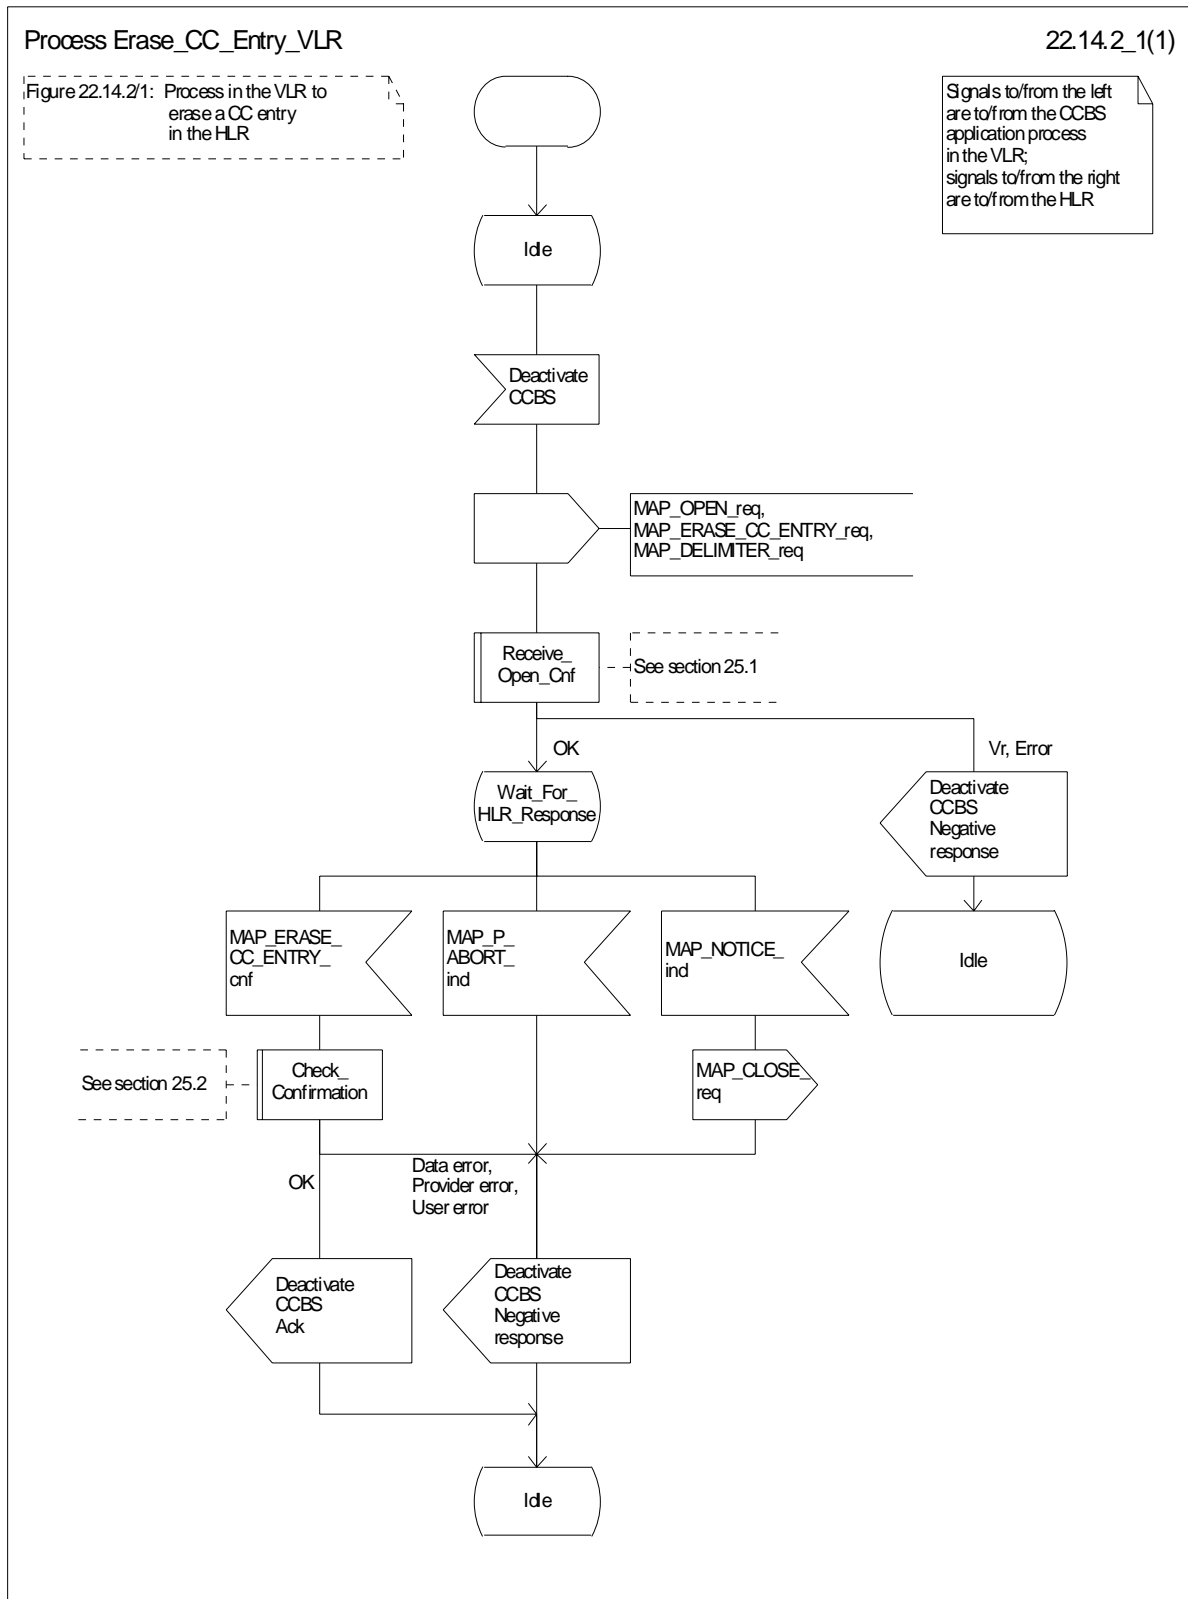 Process Erase_CC_Entry_VLR
22.14.2_1(1)
Figure 22.14.2/1: Process in the VLR to
erase a CC entry
in the HLR
Signals to/from the left
are to/from the CCBS
application process
in the VLR;
signals to/from the right
are to/from the HLR
Idle
Deactivate
CCBS
MAP_OPEN_req,
MAP_ERASE_CC_ENTRY_req,
MAP_DELIMITER_req
Receive_
Open_Cnf
See section 25.1
OK
Vr, Error
Wait_For_
HLR_Response
Deactivate
CCBS
Negative
response
MAP_ERASE_
CC_ENTRY_
cnf
MAP_P_
ABORT_
ind
MAP_NOTICE_
ind
Idle
See section 25.2
Check_
Confirmation
MAP_CLOSE_
req
OK
Data error,
Provider error,
User error
Deactivate
CCBS
Ack
Deactivate
CCBS
Negative
response
Idle